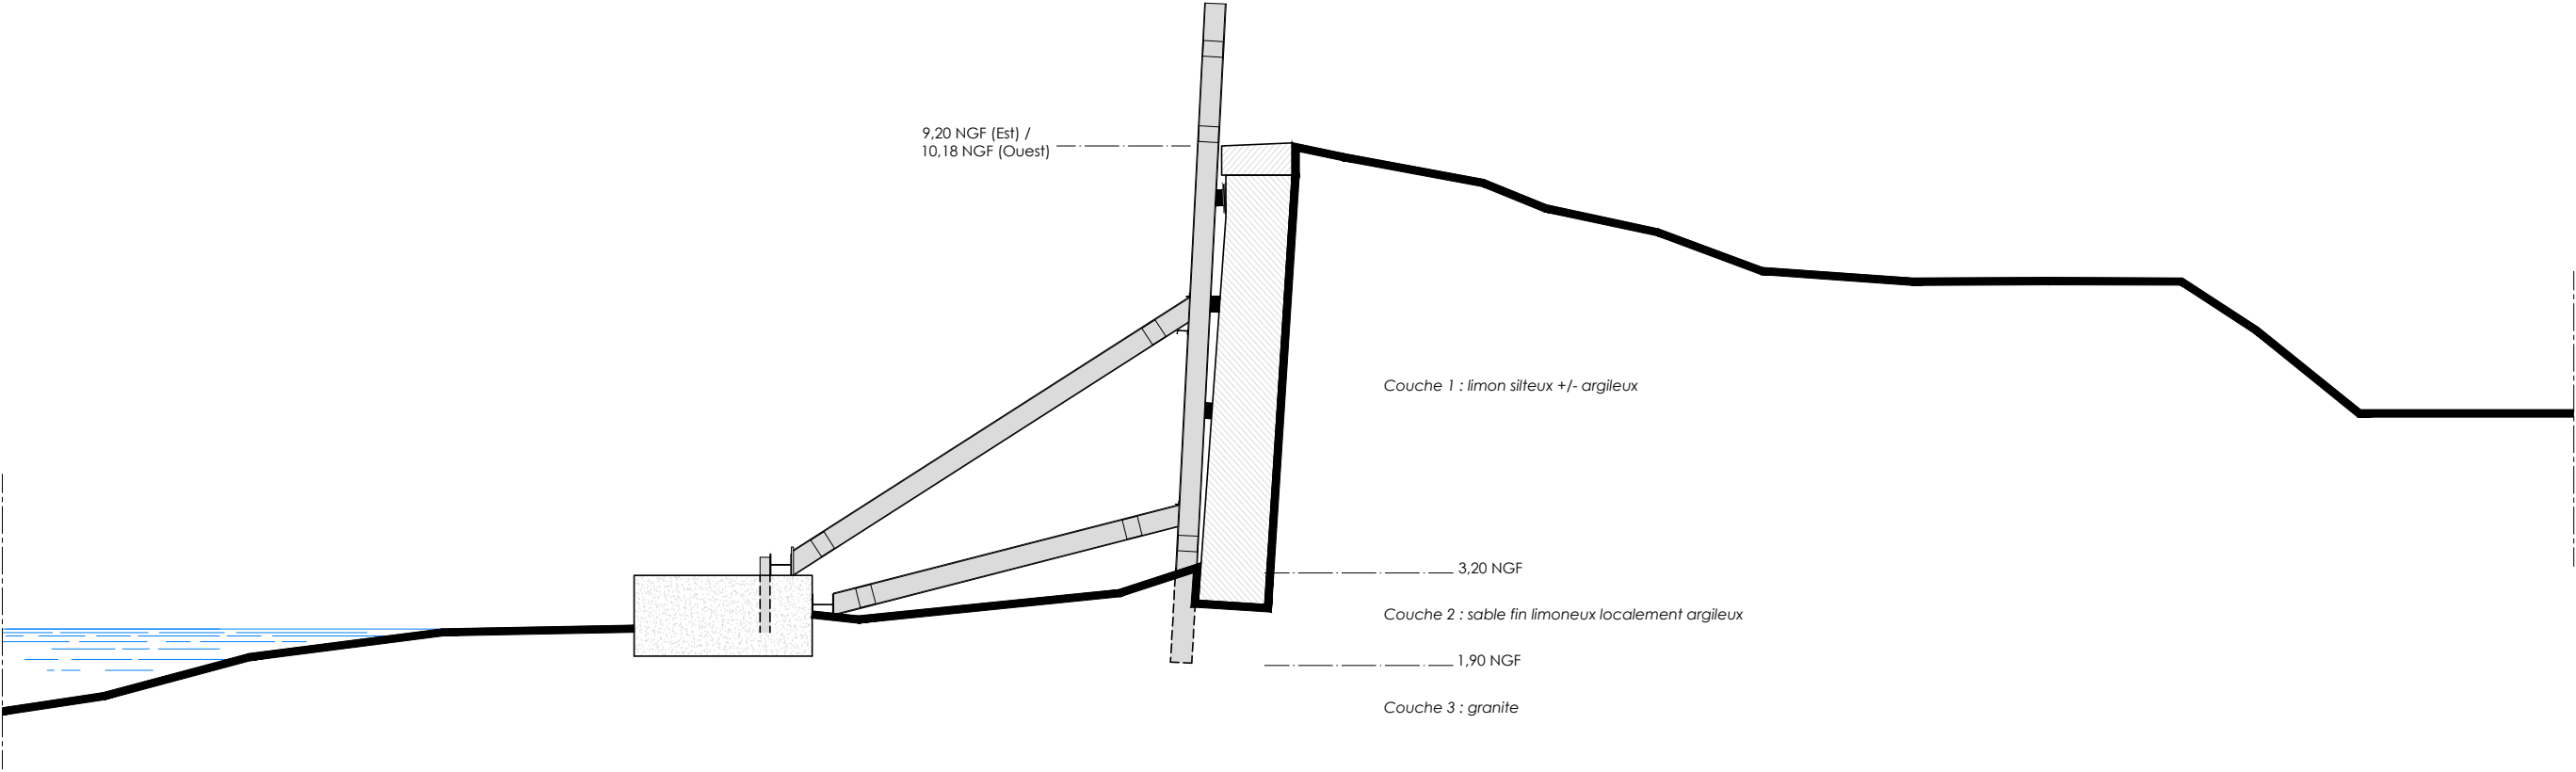 9,20 NGF (Est) /
10,18 NGF (Ouest)
Couche 1 : limon silteux +/- argileux
3,20 NGF
Couche 2 : sable fin limoneux localement argileux
1,90 NGF
Couche 3 : granite